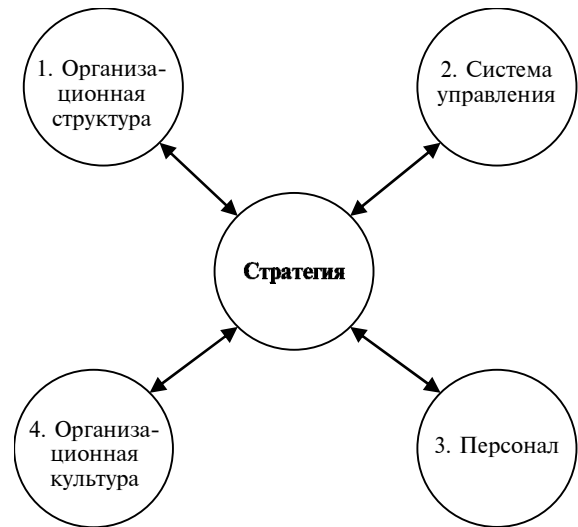 1. Организа-
ционная
структура
2. Система
управления
Стратегия
4. Организа-
ционная
культура
3. Персонал